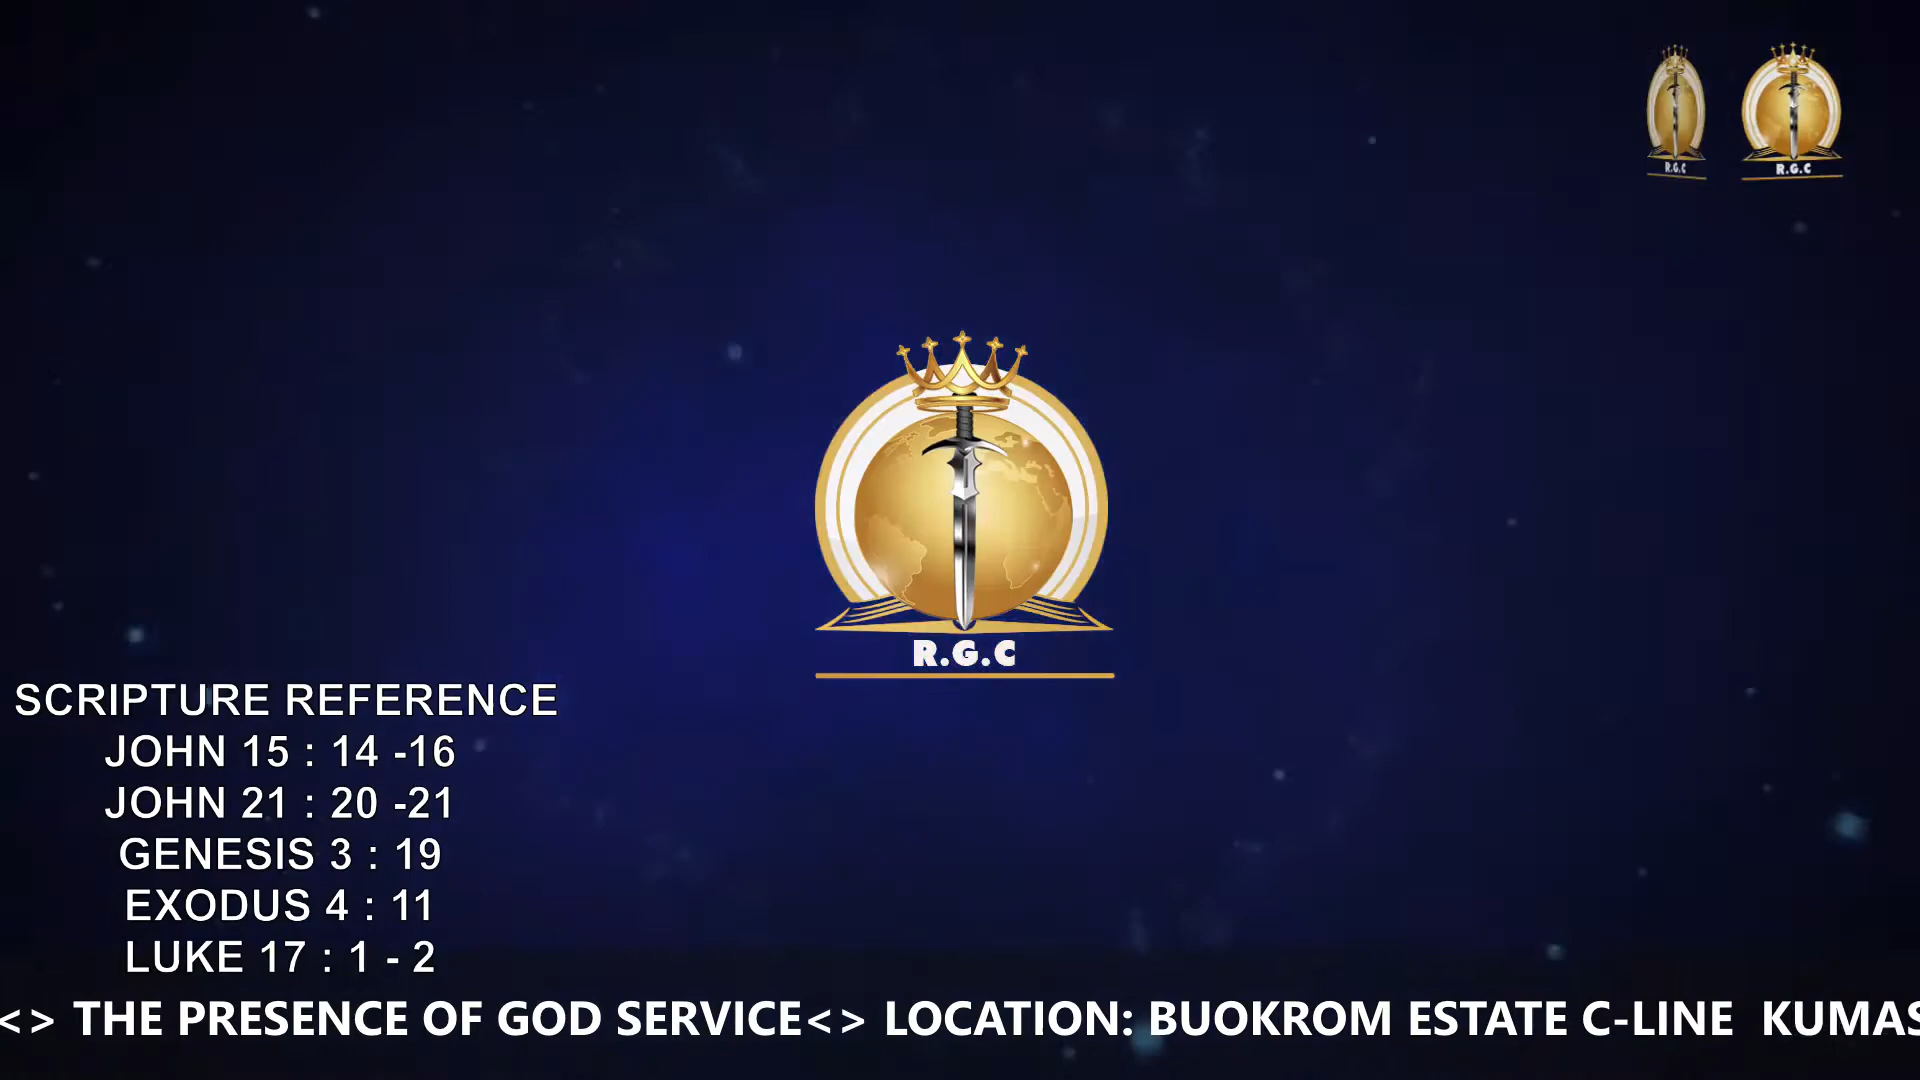 R.G.C
R.G.C
R.G.C
SCRIPTURE REFERENCE
JOHN 15 : 14 -16
JOHN 21 : 20 -21
GENESIS 3 : 19
EXODUS 4 : 11
LUKE 17 : 1 - 2
<> THE PRESENCE OF GOD SERVICE<> LOCATION: BUOKROM ESTATE C-LINE  KUMAS